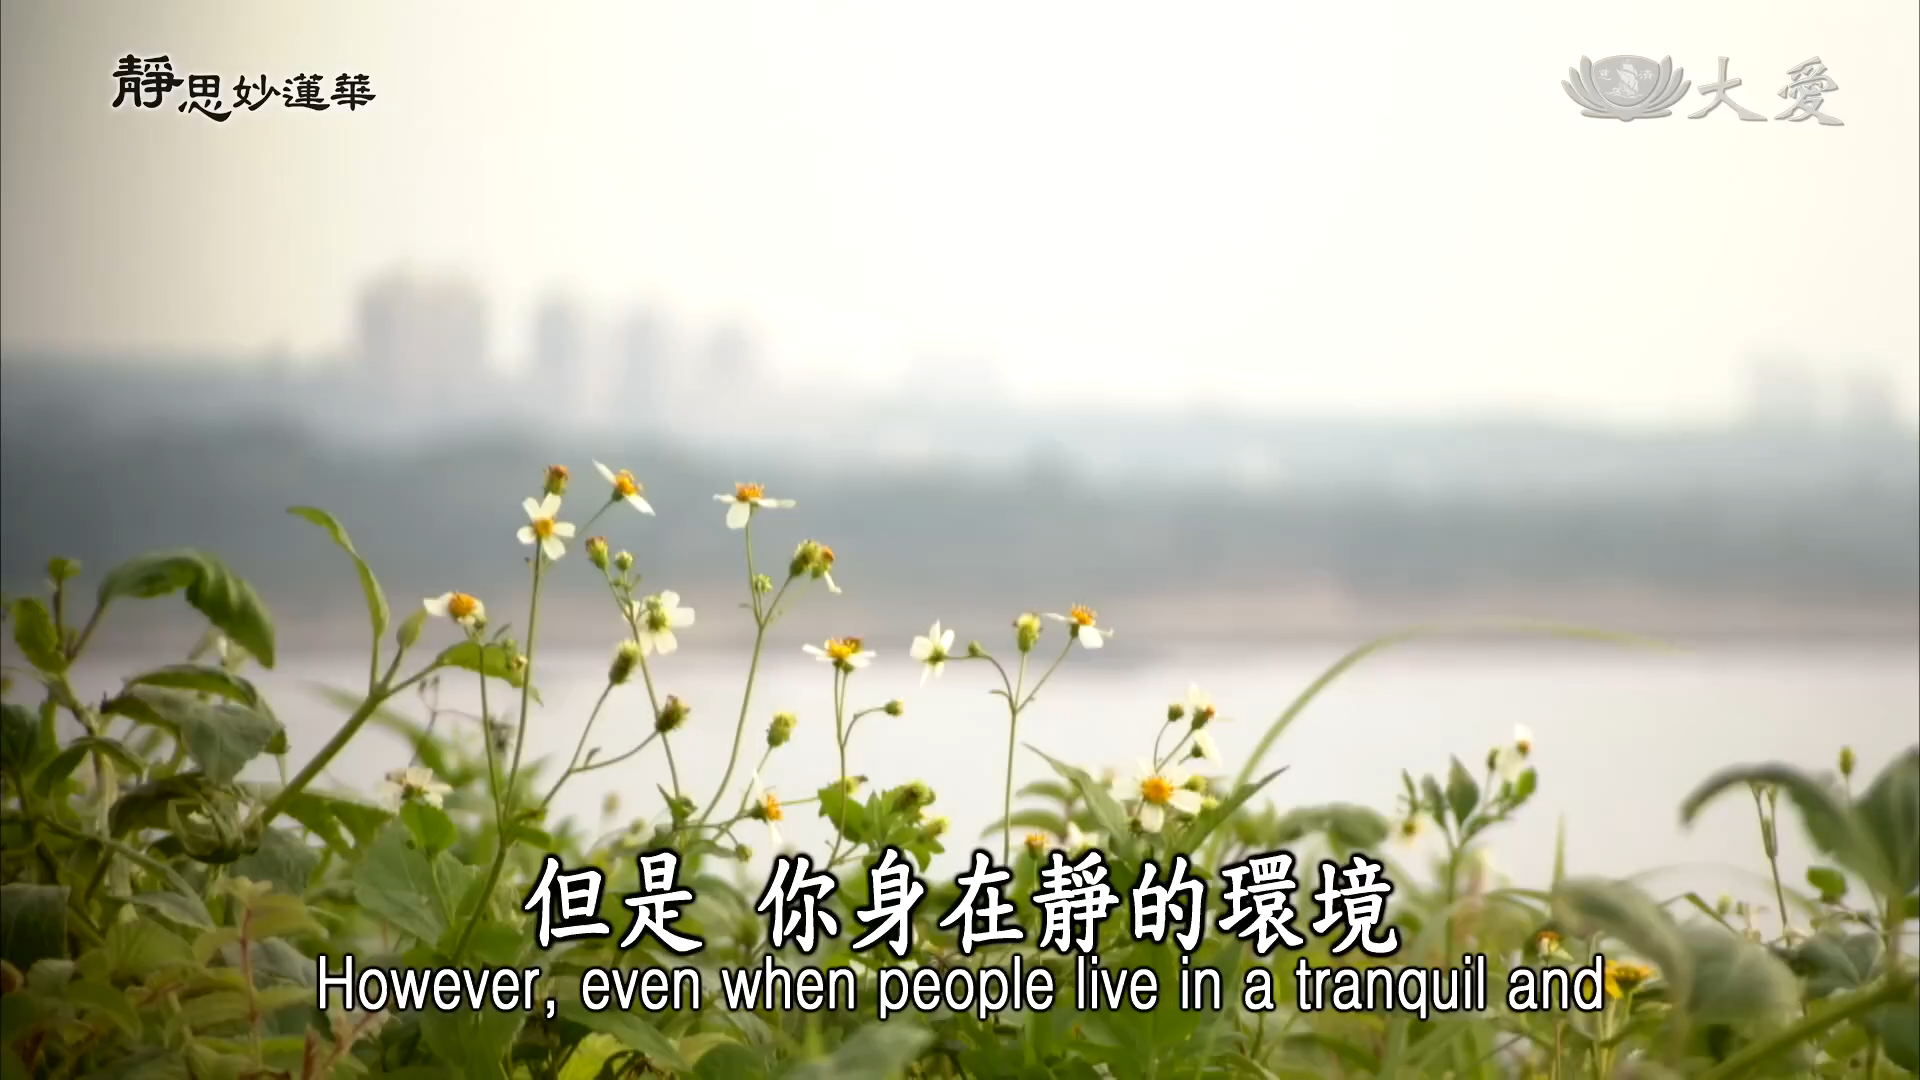 靜思妙蓮華
大愛
但是 你身在靜的環境
However, even when people live in a tranquil and